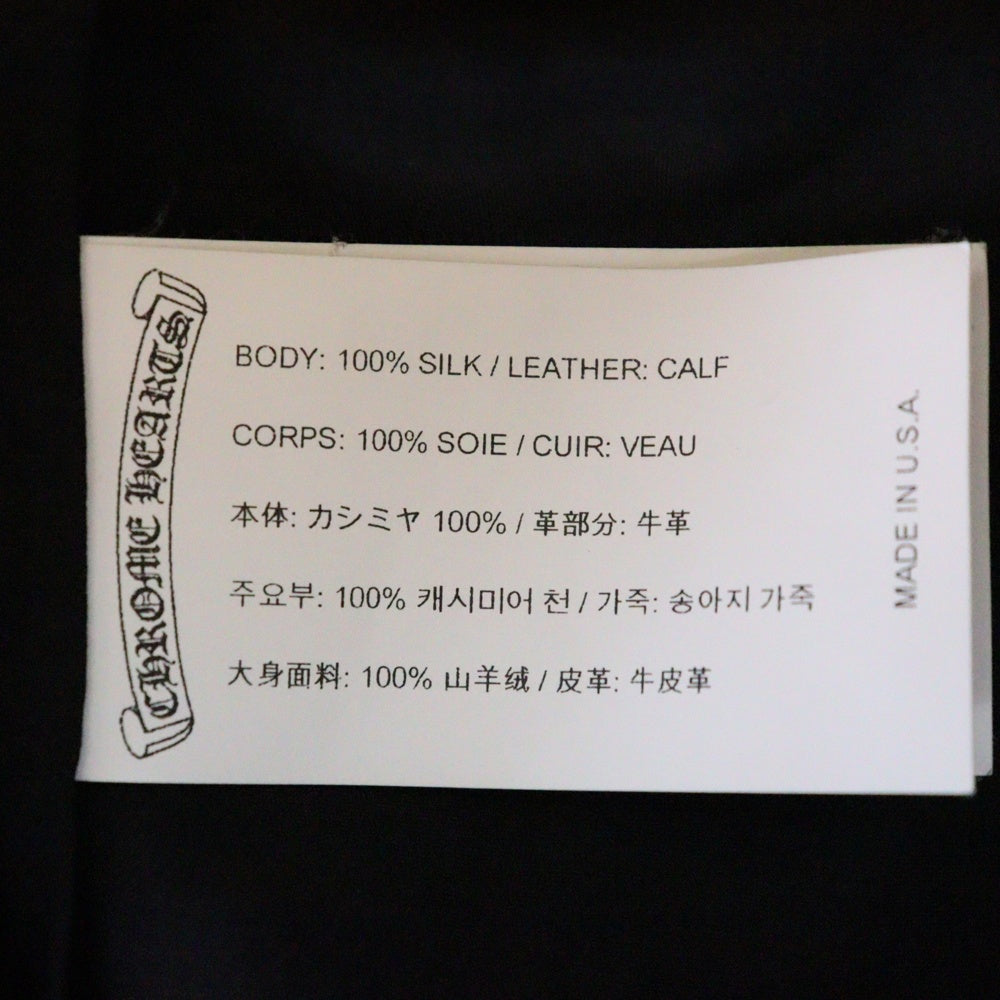 CHROME HEARTS
BODY: 100% SILK / LEATHER: CALF
CORPS: 100% SOIE / CUIR: VEAU
本体: カシミヤ 100% / 革部分: 牛革
주요부: 100% 캐시미어 천 / 가죽: 송아지 가죽
大身面料: 100% 山羊绒 / 皮革: 牛皮革
MADE IN U.S.A.